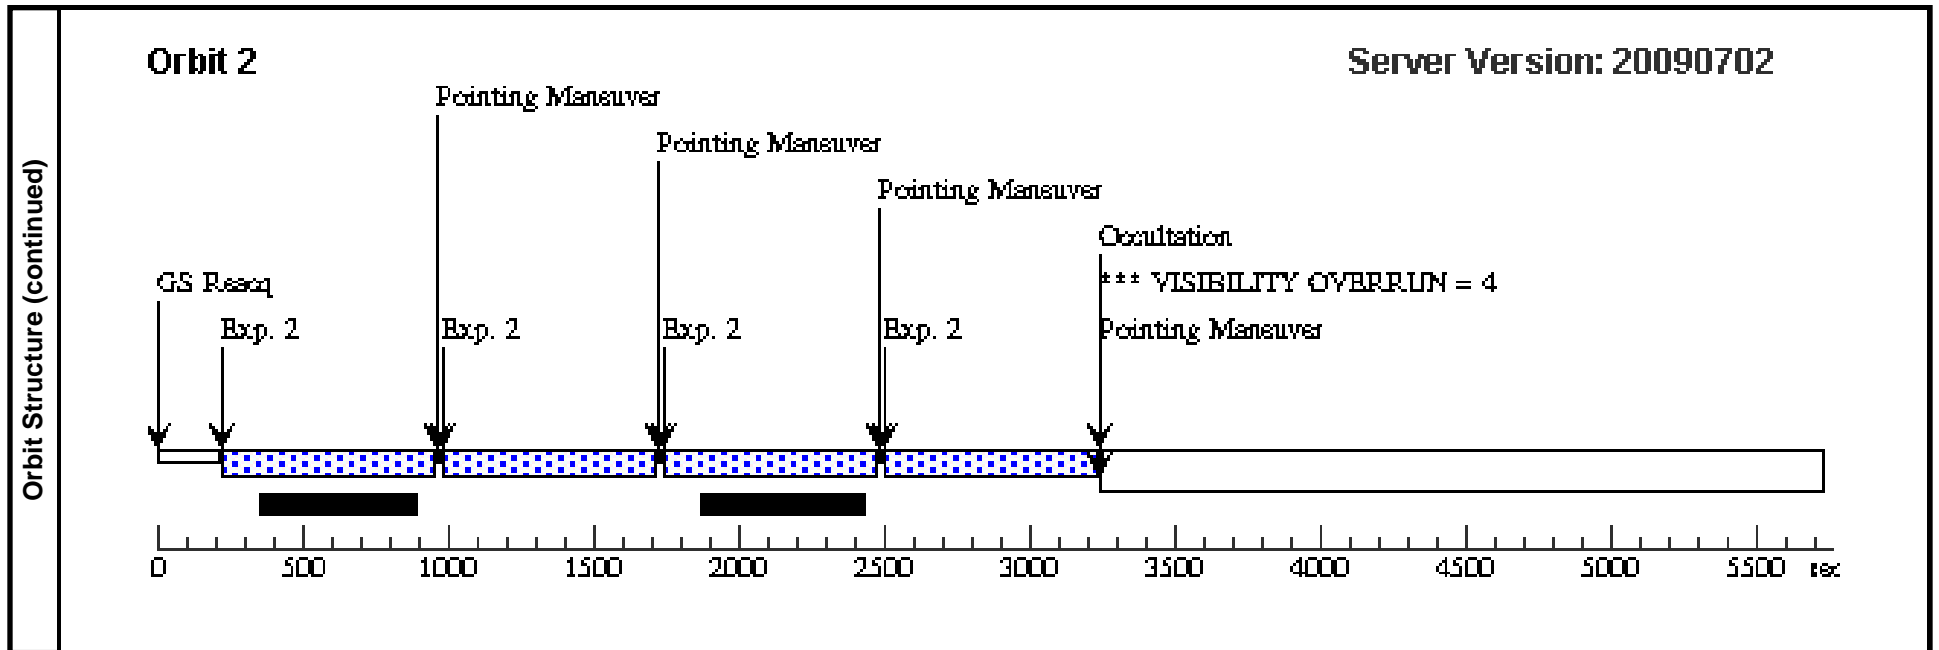 Orbit Structure (continued)
Orbit 2
Server Version: 20090702
Pointing Maneuver
Pointing Maneuver
Pointing Maneuver
Occultation
GS Reacq
*** VISIBILITY OVERRUN = 4
Exp. 2 Exp. 2 Exp. 2 Exp. 2 Pointing Maneuver
0 500 1000 1500 2000 2500 3000 3500 4000 4500 5000 5500 sec